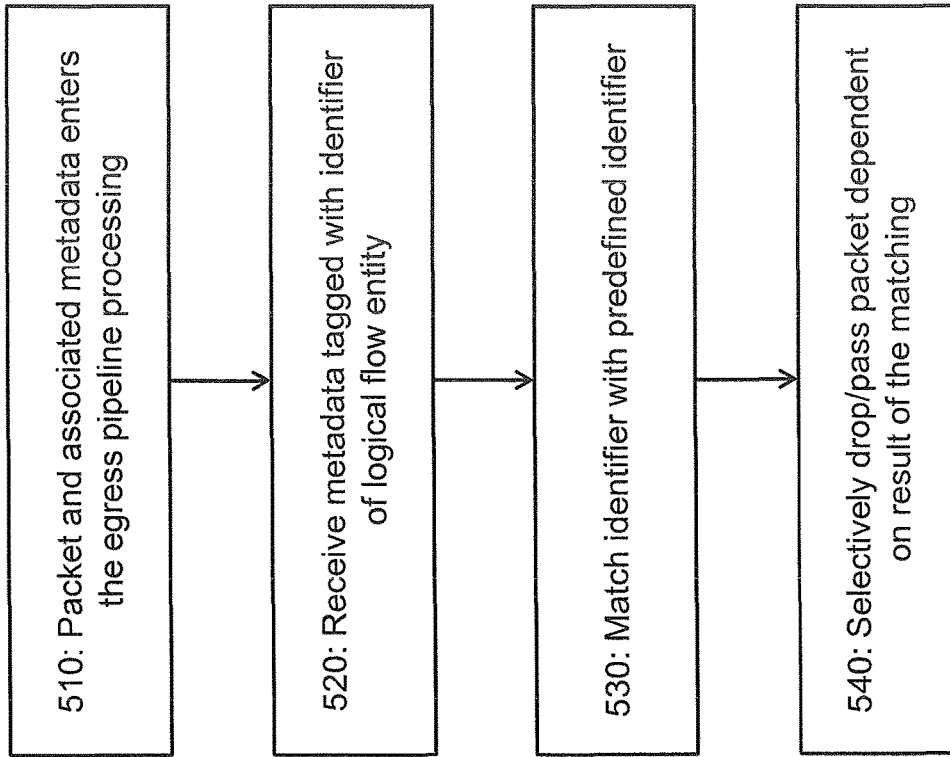 510: Packet and associated metadata enters
the egress pipeline processing
520: Receive metadata tagged with identifier
of logical flow entity
530: Match identifier with predefined identifier
540: Selectively drop/pass packet dependent
on result of the matching